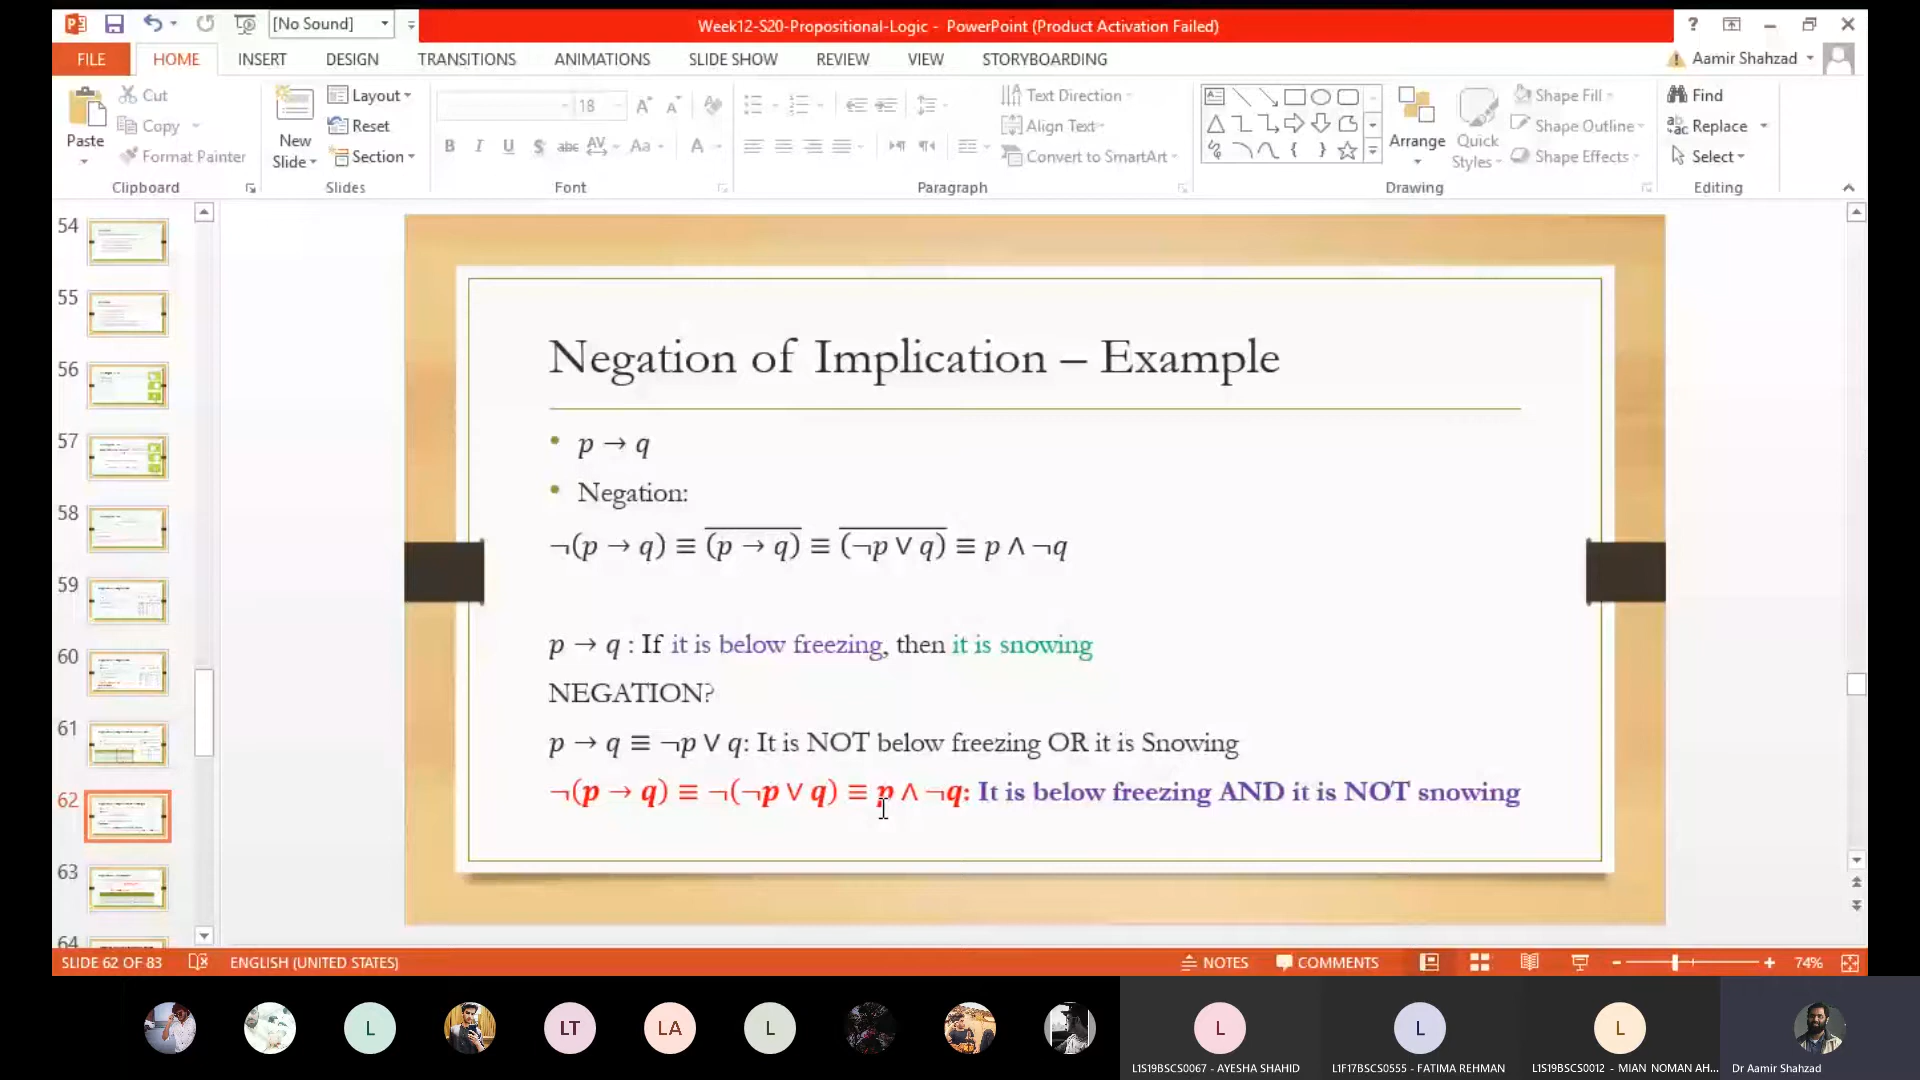 [No Sound]
Week12-S20-Propositional-Logic - PowerPoint (Product Activation Failed)
?
FILE HOME INSERT DESIGN TRANSITIONS ANIMATIONS SLIDE SHOW REVIEW VIEW STORYBOARDING
Aamir Shahzad
Paste
Cut
Copy
Format Painter
Clipboard
New Slide
Layout
Reset
Section
Slides
18
B I U S abc AV Aa A
Font
Text Direction
Align Text
Convert to SmartArt
Paragraph
Arrange
Quick Styles
Shape Fill
Shape Outline
Shape Effects
Drawing
Find
Replace
Select
Editing
54
55
56
57
58
59
60
61
62
63
64
Negation of Implication – Example
• p → q
• Negation:
¬(p → q) ≡ \overline{(p → q)} ≡ \overline{(¬p ∨ q)} ≡ p ∧ ¬q
p → q : If it is below freezing, then it is snowing
NEGATION?
p → q ≡ ¬p ∨ q: It is NOT below freezing OR it is Snowing
¬(p → q) ≡ ¬(¬p ∨ q) ≡ p ∧ ¬q: It is below freezing AND it is NOT snowing
SLIDE 62 OF 83
ENGLISH (UNITED STATES)
NOTES
COMMENTS
74%
L
LT
LA
L
L
L
L
L1S19BSCS0067 - AYESHA SHAHID
L1F17BSCS0555 - FATIMA REHMAN
L1S19BSCS0012 - MIAN NOMAN AH...
Dr Aamir Shahzad